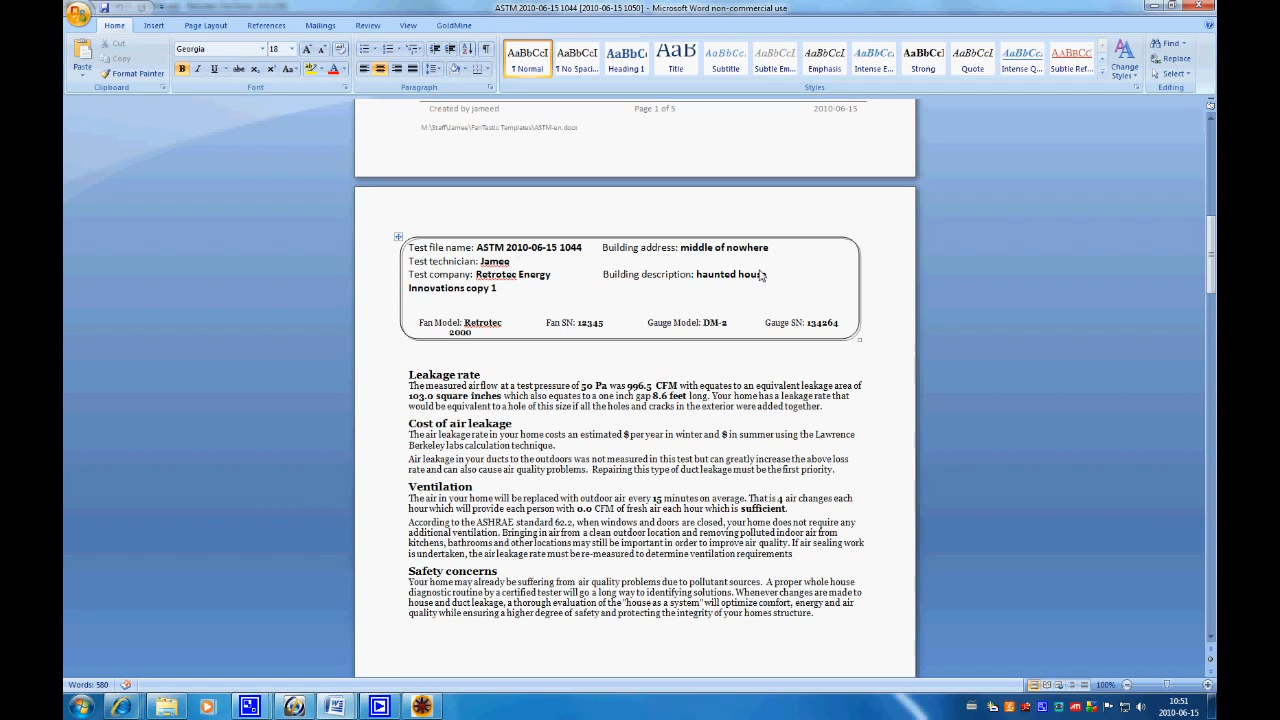 ASTM 2010-06-15 1044 [2010-06-15 1050] - Microsoft Word non-commercial use
Home Insert Page Layout References Mailings Review View GoldMine
Paste
Cut
Copy
Format Painter
Clipboard
Georgia 18
Font
Paragraph
AaBbCcI AaBbCcI AaBbC AaB AaBbCc. AaBbCcI AaBbCcI AaBbCcI AaBbCcI AaBbCcI AaBbCc. AaBbCc.
¶ Normal ¶ No Spaci... Heading 1 Title Subtitle Subtle Em... Emphasis Intense E... Strong Quote Intense Q... Subtle Ref...
Change Styles
Styles
Find
Replace
Select
Editing
Created by jameed Page 1 of 5 2010-06-15
M:\Staff\Jamee\FanTestic Templates\ASTM-en.docx
Test file name: ASTM 2010-06-15 1044 Building address: middle of nowhere
Test technician: Jamee
Test company: Retrotec Energy Building description: haunted house
Innovations copy 1
Fan Model: Retrotec Fan SN: 12345 Gauge Model: DM-2 Gauge SN: 134264
2000
Leakage rate
The measured airflow at a test pressure of 50 Pa was 996.5 CFM with equates to an equivalent leakage area of
103.0 square inches which also equates to a one inch gap 8.6 feet long. Your home has a leakage rate that
would be equivalent to a hole of this size if all the holes and cracks in the exterior were added together.
Cost of air leakage
The air leakage rate in your home costs an estimated $ per year in winter and $ in summer using the Lawrence
Berkeley labs calculation technique.
Air leakage in your ducts to the outdoors was not measured in this test but can greatly increase the above loss
rate and can also cause air quality problems. Repairing this type of duct leakage must be the first priority.
Ventilation
The air in your home will be replaced with outdoor air every 15 minutes on average. That is 4 air changes each
hour which will provide each person with 0.0 CFM of fresh air each hour which is sufficient.
According to the ASHRAE standard 62.2, when windows and doors are closed, your home does not require any
additional ventilation. Bringing in air from a clean outdoor location and removing polluted indoor air from
kitchens, bathrooms and other locations may still be important in order to improve air quality. If air sealing work
is undertaken, the air leakage rate must be re-measured to determine ventilation requirements
Safety concerns
Your home may already be suffering from air quality problems due to pollutant sources. A proper whole house
diagnostic routine by a certified tester will go a long way to identifying solutions. Whenever changes are made to
house and duct leakage, a thorough evaluation of the "house as a system" will optimize comfort, energy and air
quality while ensuring a higher degree of safety and protecting the integrity of your homes structure.
Words: 580
100%
10:51
2010-06-15